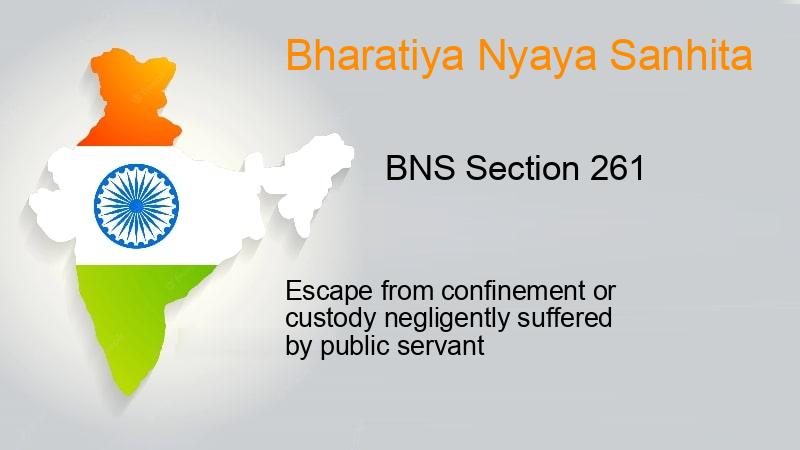 Bharatiya Nyaya Sanhita
BNS Section 261
Escape from confinement or
custody negligently suffered
by public servant